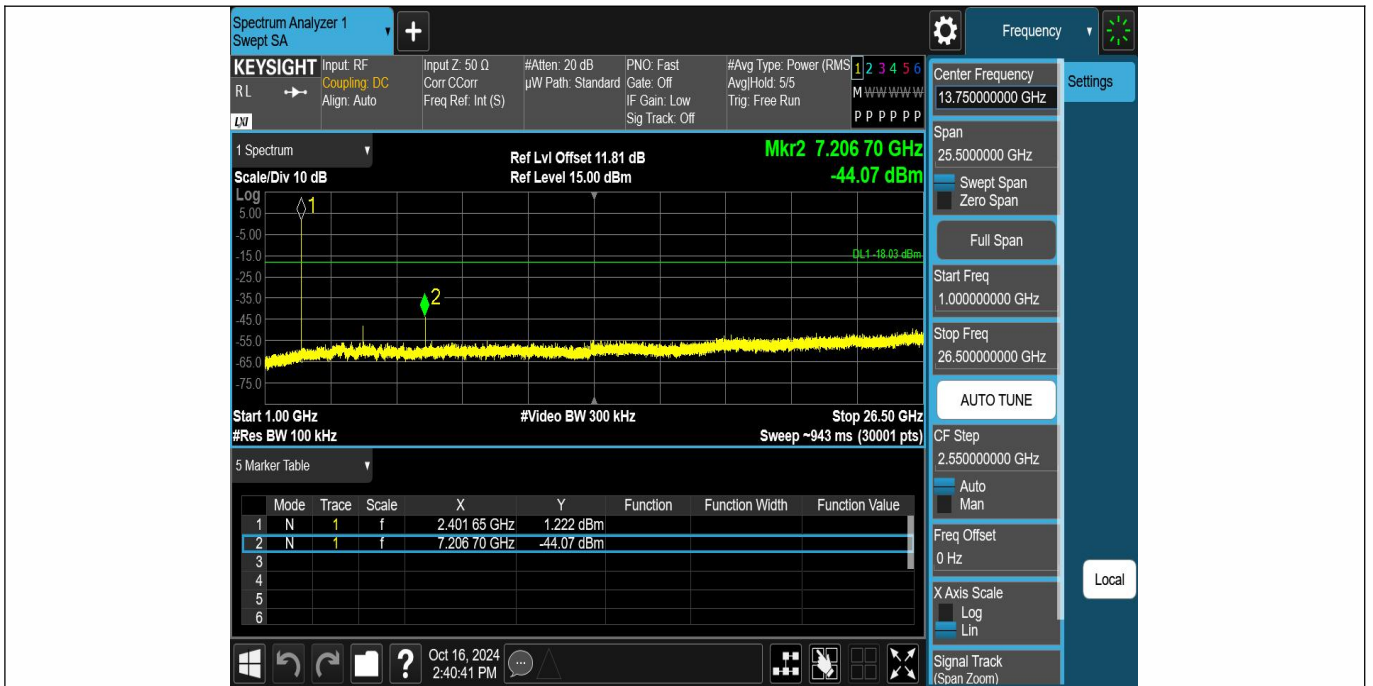 Spectrum Analyzer 1
Swept SA
+
Frequency
KEYSIGHT
RL
LXI
Input: RF
Coupling: DC
Align: Auto
Input Z: 50 Ω
Corr CCorr
Freq Ref: Int (S)
#Atten: 20 dB
µW Path: Standard
PNO: Fast
Gate: Off
IF Gain: Low
Sig Track: Off
#Avg Type: Power (RMS
Avg|Hold: 5/5
Trig: Free Run
1 2 3 4 5 6
M W W W W W
P P P P P P
1 Spectrum
Scale/Div 10 dB
Ref Lvl Offset 11.81 dB
Ref Level 15.00 dBm
Mkr2 7.206 70 GHz
-44.07 dBm
Log
5.00
-5.00
-15.0
-25.0
-35.0
-45.0
-55.0
-65.0
-75.0
1
2
DL1 -18.03 dBm
Start 1.00 GHz
#Video BW 300 kHz
Stop 26.50 GHz
#Res BW 100 kHz
Sweep ~943 ms (30001 pts)
5 Marker Table
Mode Trace Scale X Y Function Function Width Function Value
1 N 1 f 2.401 65 GHz 1.222 dBm
2 N 1 f 7.206 70 GHz -44.07 dBm
3
4
5
6
Center Frequency
13.750000000 GHz
Settings
Span
25.5000000 GHz
Swept Span
Zero Span
Full Span
Start Freq
1.000000000 GHz
Stop Freq
26.500000000 GHz
AUTO TUNE
CF Step
2.550000000 GHz
Auto
Man
Freq Offset
0 Hz
X Axis Scale
Log
Lin
Local
Signal Track
(Span Zoom)
?
Oct 16, 2024
2:40:41 PM